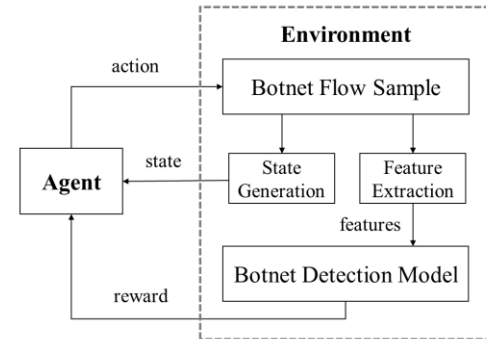 Environment
action
Botnet Flow Sample
state
State
Generation
Feature
Extraction
Agent
features
Botnet Detection Model
reward